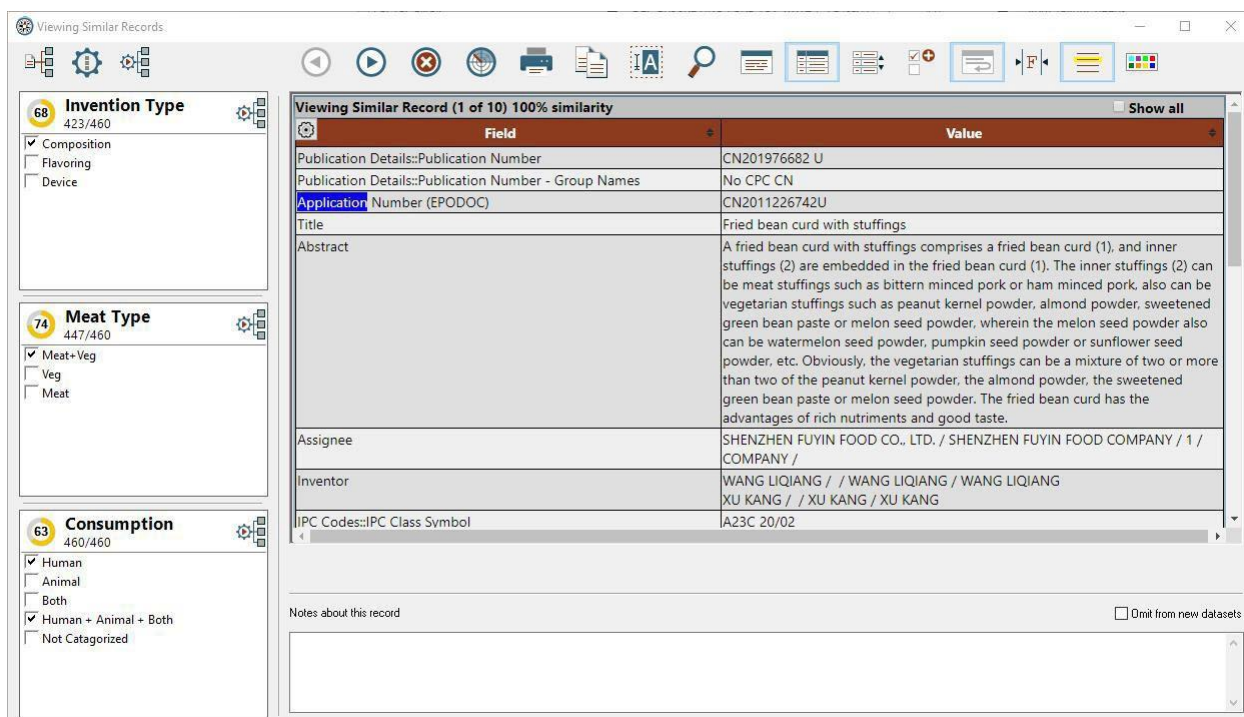 Viewing Similar Records
68
Invention Type
423/460
Composition
Flavoring
Device
74
Meat Type
447/460
Meat+Veg
Veg
Meat
63
Consumption
460/460
Human
Animal
Both
Human + Animal + Both
Not Catagorized
A
F
Viewing Similar Record (1 of 10) 100% similarity Show all
Field Value
Publication Details::Publication Number CN201976682 U
Publication Details::Publication Number - Group Names No CPC CN
Application Number (EPODOC) CN2011226742U
Title Fried bean curd with stuffings
Abstract A fried bean curd with stuffings comprises a fried bean curd (1), and inner
stuffings (2) are embedded in the fried bean curd (1). The inner stuffings (2) can
be meat stuffings such as bittern minced pork or ham minced pork, also can be
vegetarian stuffings such as peanut kernel powder, almond powder, sweetened
green bean paste or melon seed powder, wherein the melon seed powder also
can be watermelon seed powder, pumpkin seed powder or sunflower seed
powder, etc. Obviously, the vegetarian stuffings can be a mixture of two or more
than two of the peanut kernel powder, the almond powder, the sweetened
green bean paste or melon seed powder. The fried bean curd has the
advantages of rich nutriments and good taste.
Assignee SHENZHEN FUYIN FOOD CO., LTD. / SHENZHEN FUYIN FOOD COMPANY / 1 /
COMPANY /
Inventor WANG LIQIANG / / WANG LIQIANG / WANG LIQIANG
XU KANG / / XU KANG / XU KANG
IPC Codes::IPC Class Symbol A23C 20/02
Notes about this record Omit from new datasets